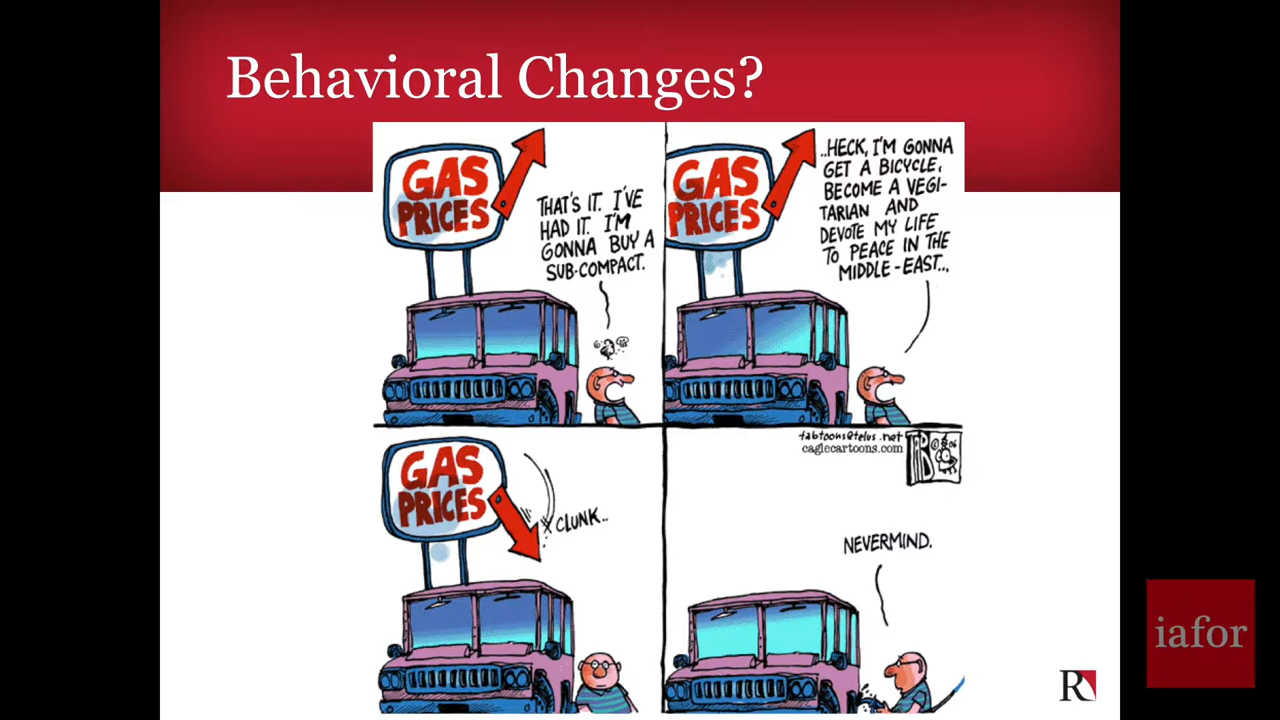 Behavioral Changes?
GAS
PRICES
THAT'S IT. I'VE
HAD IT. I'M
GONNA BUY A
SUB-COMPACT.
GAS
PRICES
..HECK, I'M GONNA
GET A BICYCLE,
BECOME A VEGI-
TARIAN AND
DEVOTE MY LIFE
TO PEACE IN THE
MIDDLE-EAST...
GAS
PRICES
CLUNK..
tabtoons@telus.net
caglecartoons.com
TAB
NEVERMIND.
R
iafor